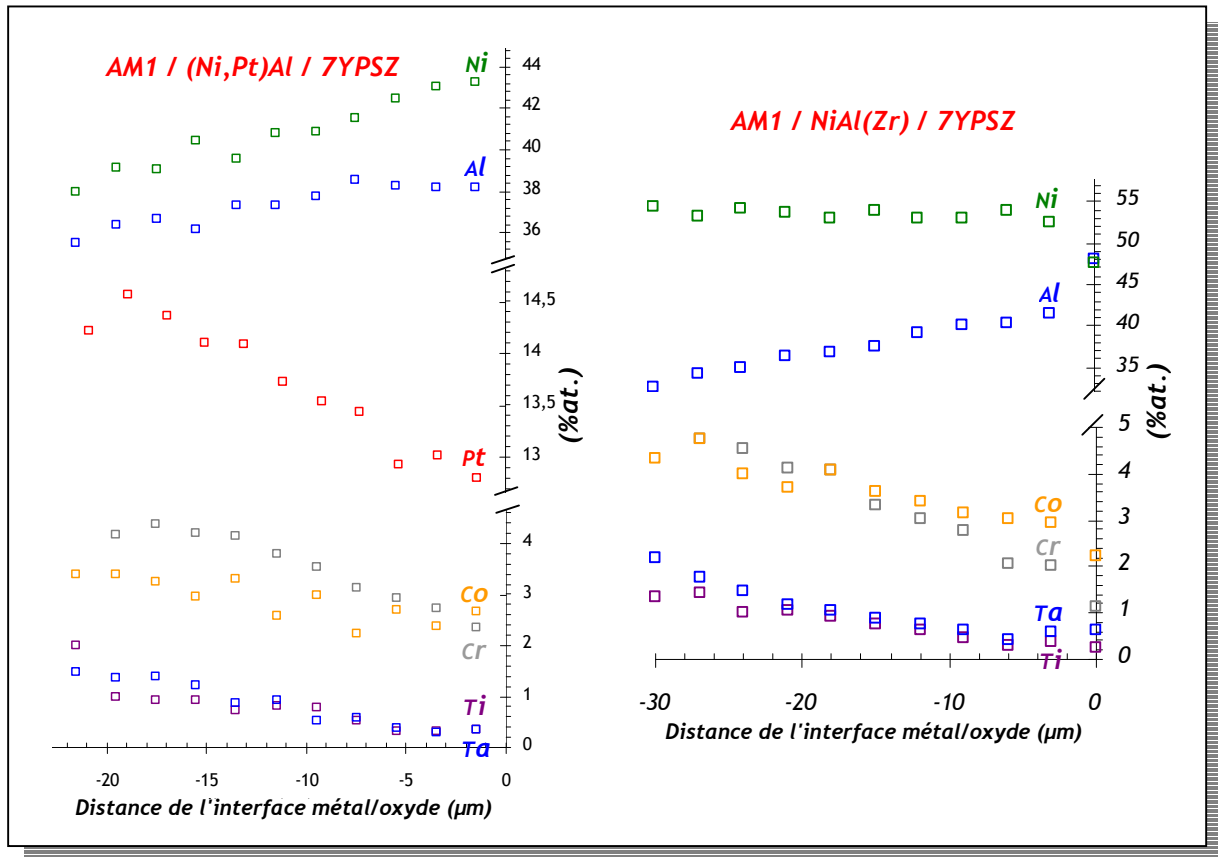 AM1 / (Ni,Pt)Al / 7YPSZ
Ni
44
42
40
Al
38
36
14,5
14
13,5
13
Pt
(%at.)
4
3
Co
2
Cr
1
Ti
0
Ta
-20
-15
-10
-5
0
Distance de l'interface métal/oxyde (µm)
AM1 / NiAl(Zr) / 7YPSZ
Ni
55
50
45
Al
40
35
(%at.)
5
4
Co
3
Cr
2
Ta
1
Ti
0
-30
-20
-10
0
Distance de l'interface métal/oxyde (µm)